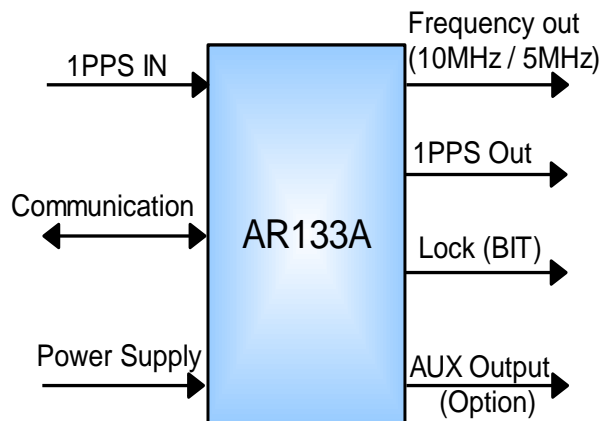 Frequency out
(10MHz / 5MHz)
1PPS IN
1PPS Out
Communication
AR133A
Lock (BIT)
Power Supply
AUX Output
(Option)